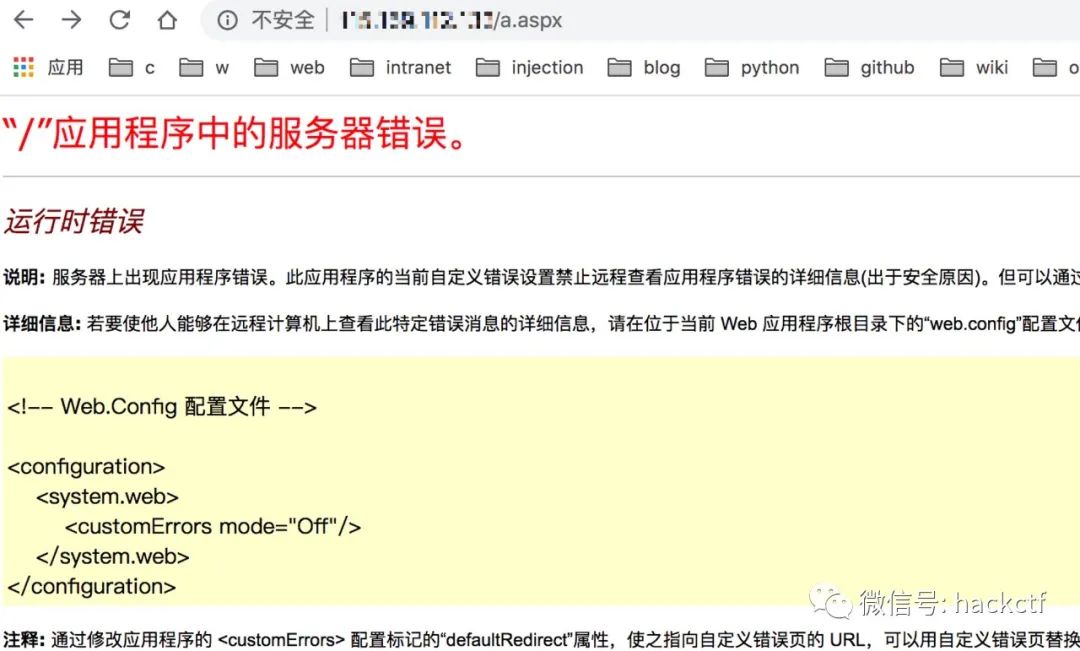 不安全 /a.aspx
应用 c w web intranet injection blog python github wiki o
“/”应用程序中的服务器错误。
运行时错误
说明: 服务器上出现应用程序错误。此应用程序的当前自定义错误设置禁止远程查看应用程序错误的详细信息(出于安全原因)。但可以通过
详细信息: 若要使他人能够在远程计算机上查看此特定错误消息的详细信息，请在位于当前 Web 应用程序根目录下的“web.config”配置文件
<!-- Web.Config 配置文件 -->
<configuration>
<system.web>
<customErrors mode="Off"/>
</system.web>
</configuration>
微信号: hackctf
注释: 通过修改应用程序的 <customErrors> 配置标记的“defaultRedirect”属性，使之指向自定义错误页的 URL，可以用自定义错误页替换